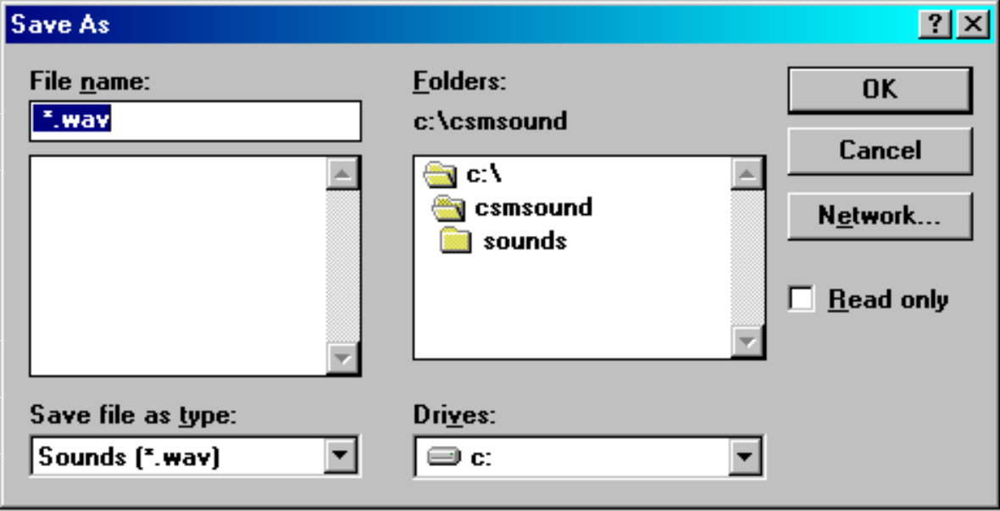 Save As
File name:
*.wav
Save file as type:
Sounds (*.wav)
Folders:
c:\csmsound
c:\
csmsound
sounds
Drives:
c:
OK
Cancel
Network...
Read only